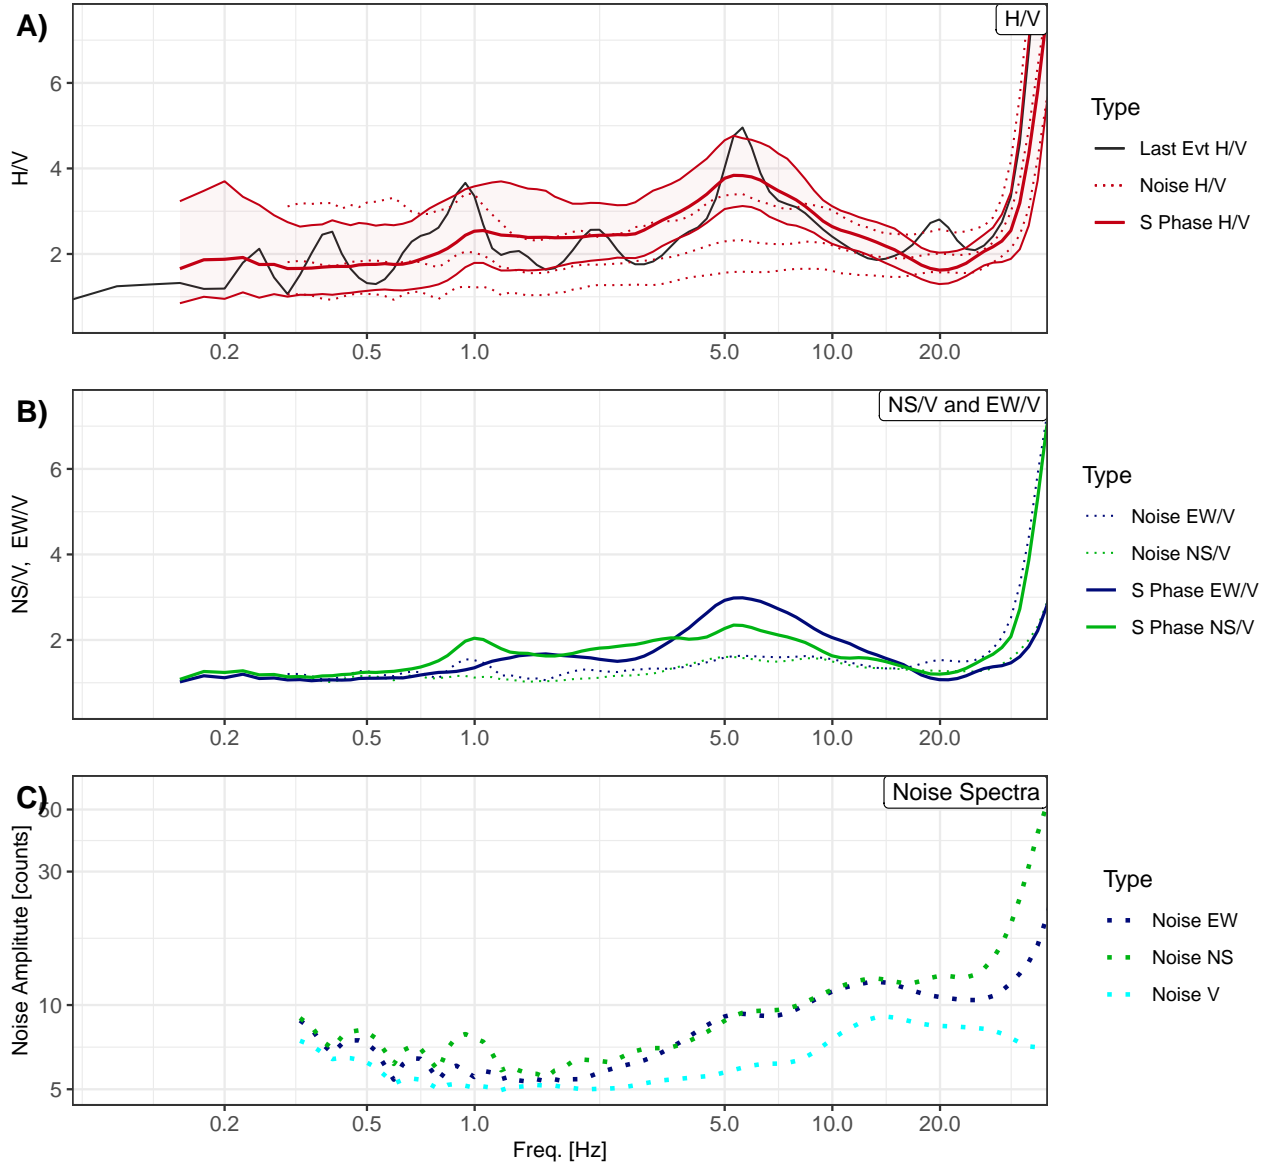 A)
H/V
6
4
2
H/V
0.2 0.5 1.0 5.0 10.0 20.0
Type
Last Evt H/V
Noise H/V
S Phase H/V
B)
NS/V and EW/V
6
4
2
NS/V, EW/V
0.2 0.5 1.0 5.0 10.0 20.0
Type
Noise EW/V
Noise NS/V
S Phase EW/V
S Phase NS/V
C)
Noise Spectra
50
30
10
5
Noise Amplitute [counts]
0.2 0.5 1.0 5.0 10.0 20.0
Freq. [Hz]
Type
Noise EW
Noise NS
Noise V